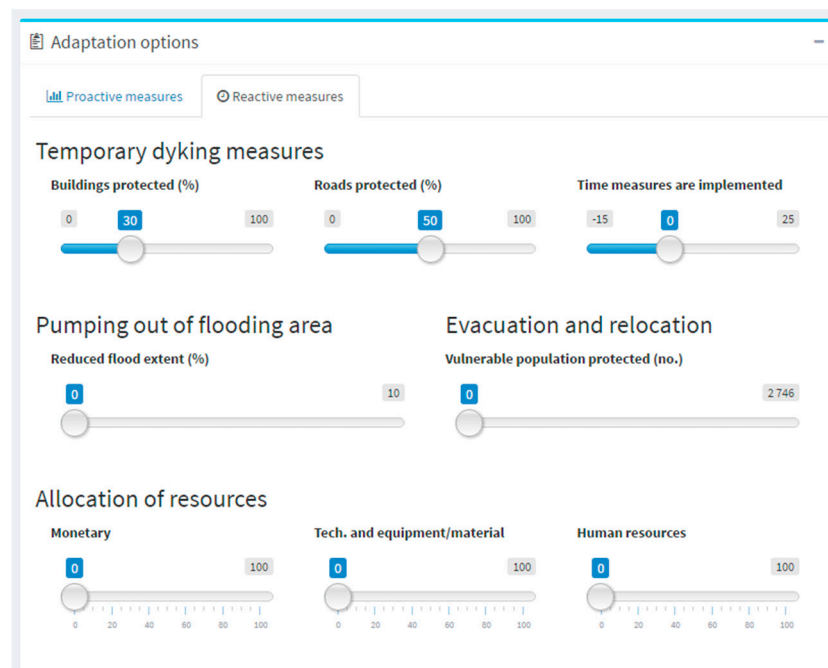 Adaptation options
Proactive measures Reactive measures
Temporary dyking measures
Buildings protected (%) Roads protected (%) Time measures are implemented
0 30 100 0 50 100 -15 0 25
Pumping out of flooding area Evacuation and relocation
Reduced flood extent (%) Vulnerable population protected (no.)
0 10 0 2 746
Allocation of resources
Monetary Tech. and equipment/material Human resources
0 100 0 100 0 100
0 20 40 60 80 100 0 20 40 60 80 100 0 20 40 60 80 100